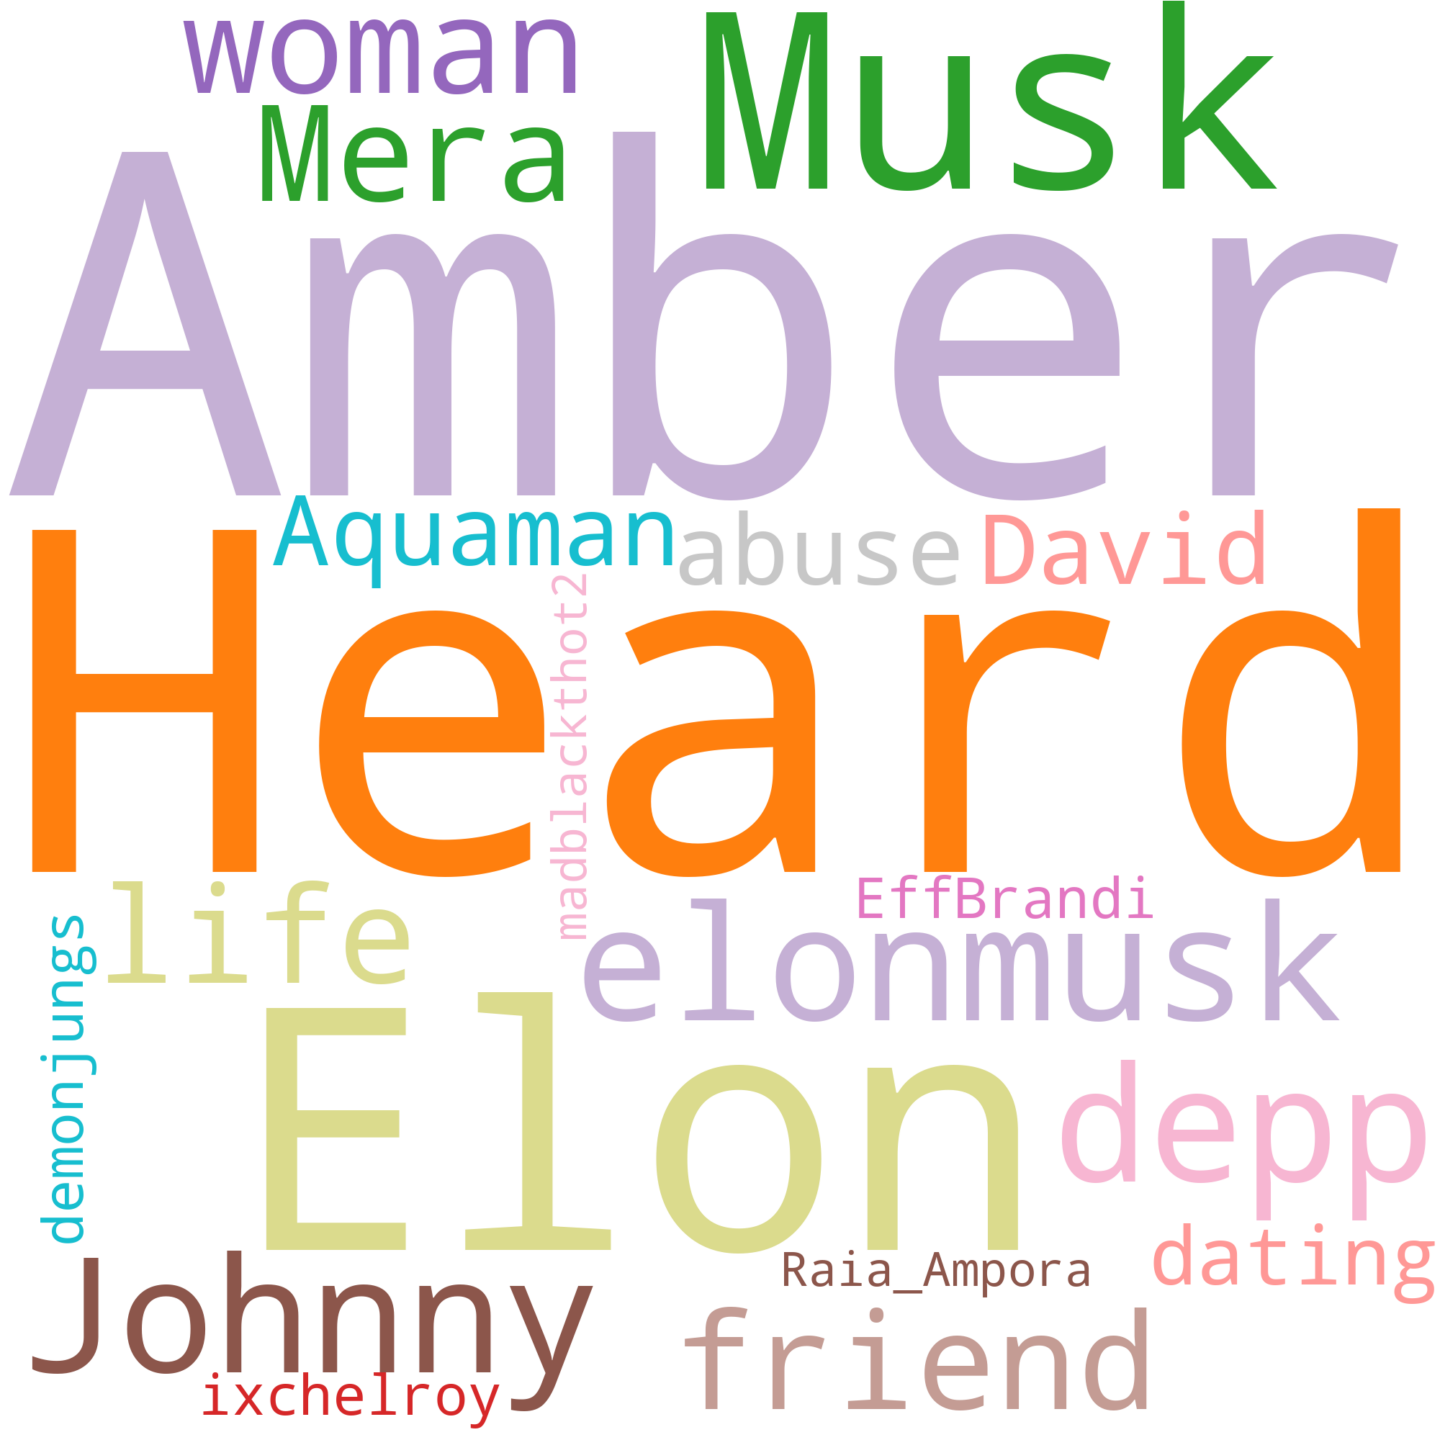 woman
Musk
Mera
Amber
Aquaman
abuse
David
madblackthot2
Heard
life
EffBrandi
elonmusk
demonjungs
Elon
depp
Johnny
Raia_Ampora
dating
friend
ixchelroy